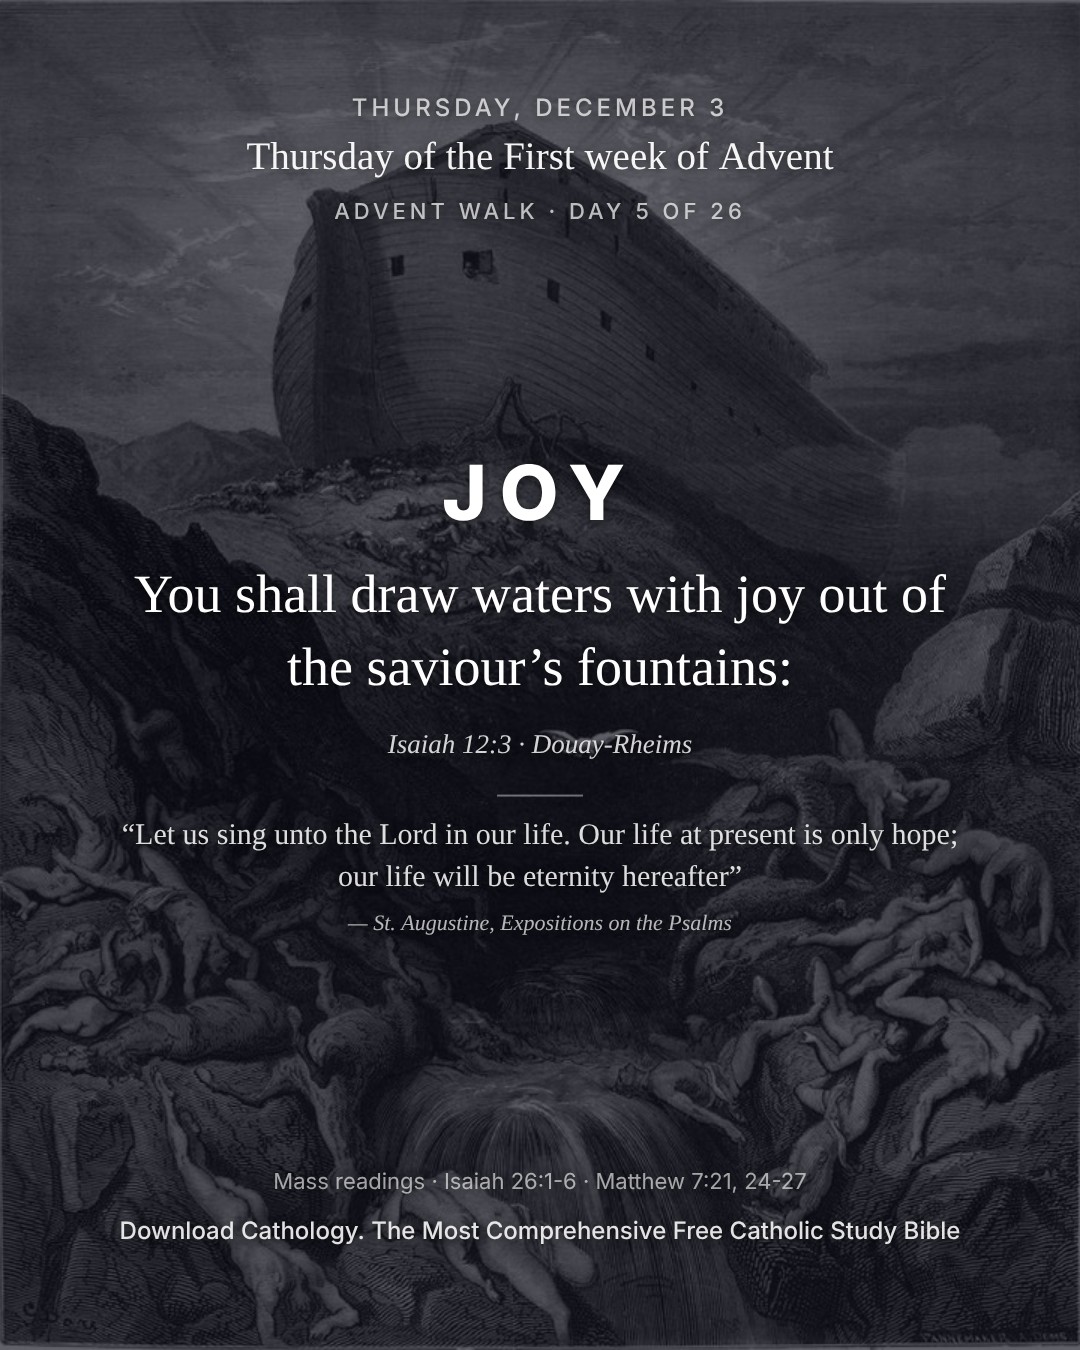 THURSDAY, DECEMBER 3
Thursday of the First week of Advent
ADVENT WALK · DAY 5 OF 26
JOY
You shall draw waters with joy out of
the saviour’s fountains:
Isaiah 12:3 · Douay-Rheims
“Let us sing unto the Lord in our life. Our life at present is only hope;
our life will be eternity hereafter”
— St. Augustine, Expositions on the Psalms
Mass readings · Isaiah 26:1-6 · Matthew 7:21, 24-27
Download Cathology. The Most Comprehensive Free Catholic Study Bible